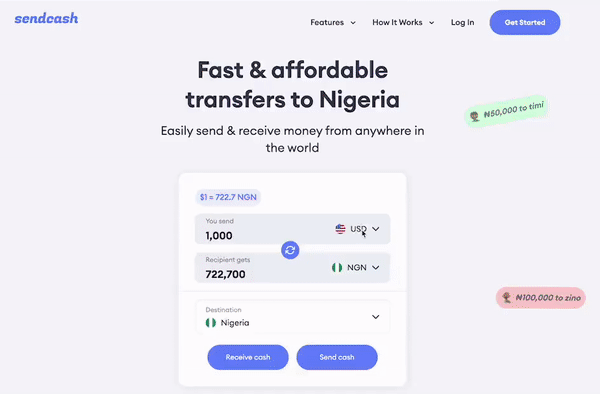 sendcash
Features
How It Works
Log In
Get Started
Fast & affordable
transfers to Nigeria
Easily send & receive money from anywhere in
the world
₦50,000 to timi
$1 = 722.7 NGN
You send
1,000
USD
Recipient gets
722,700
NGN
₦100,000 to zino
Destination
Nigeria
Receive cash
Send cash